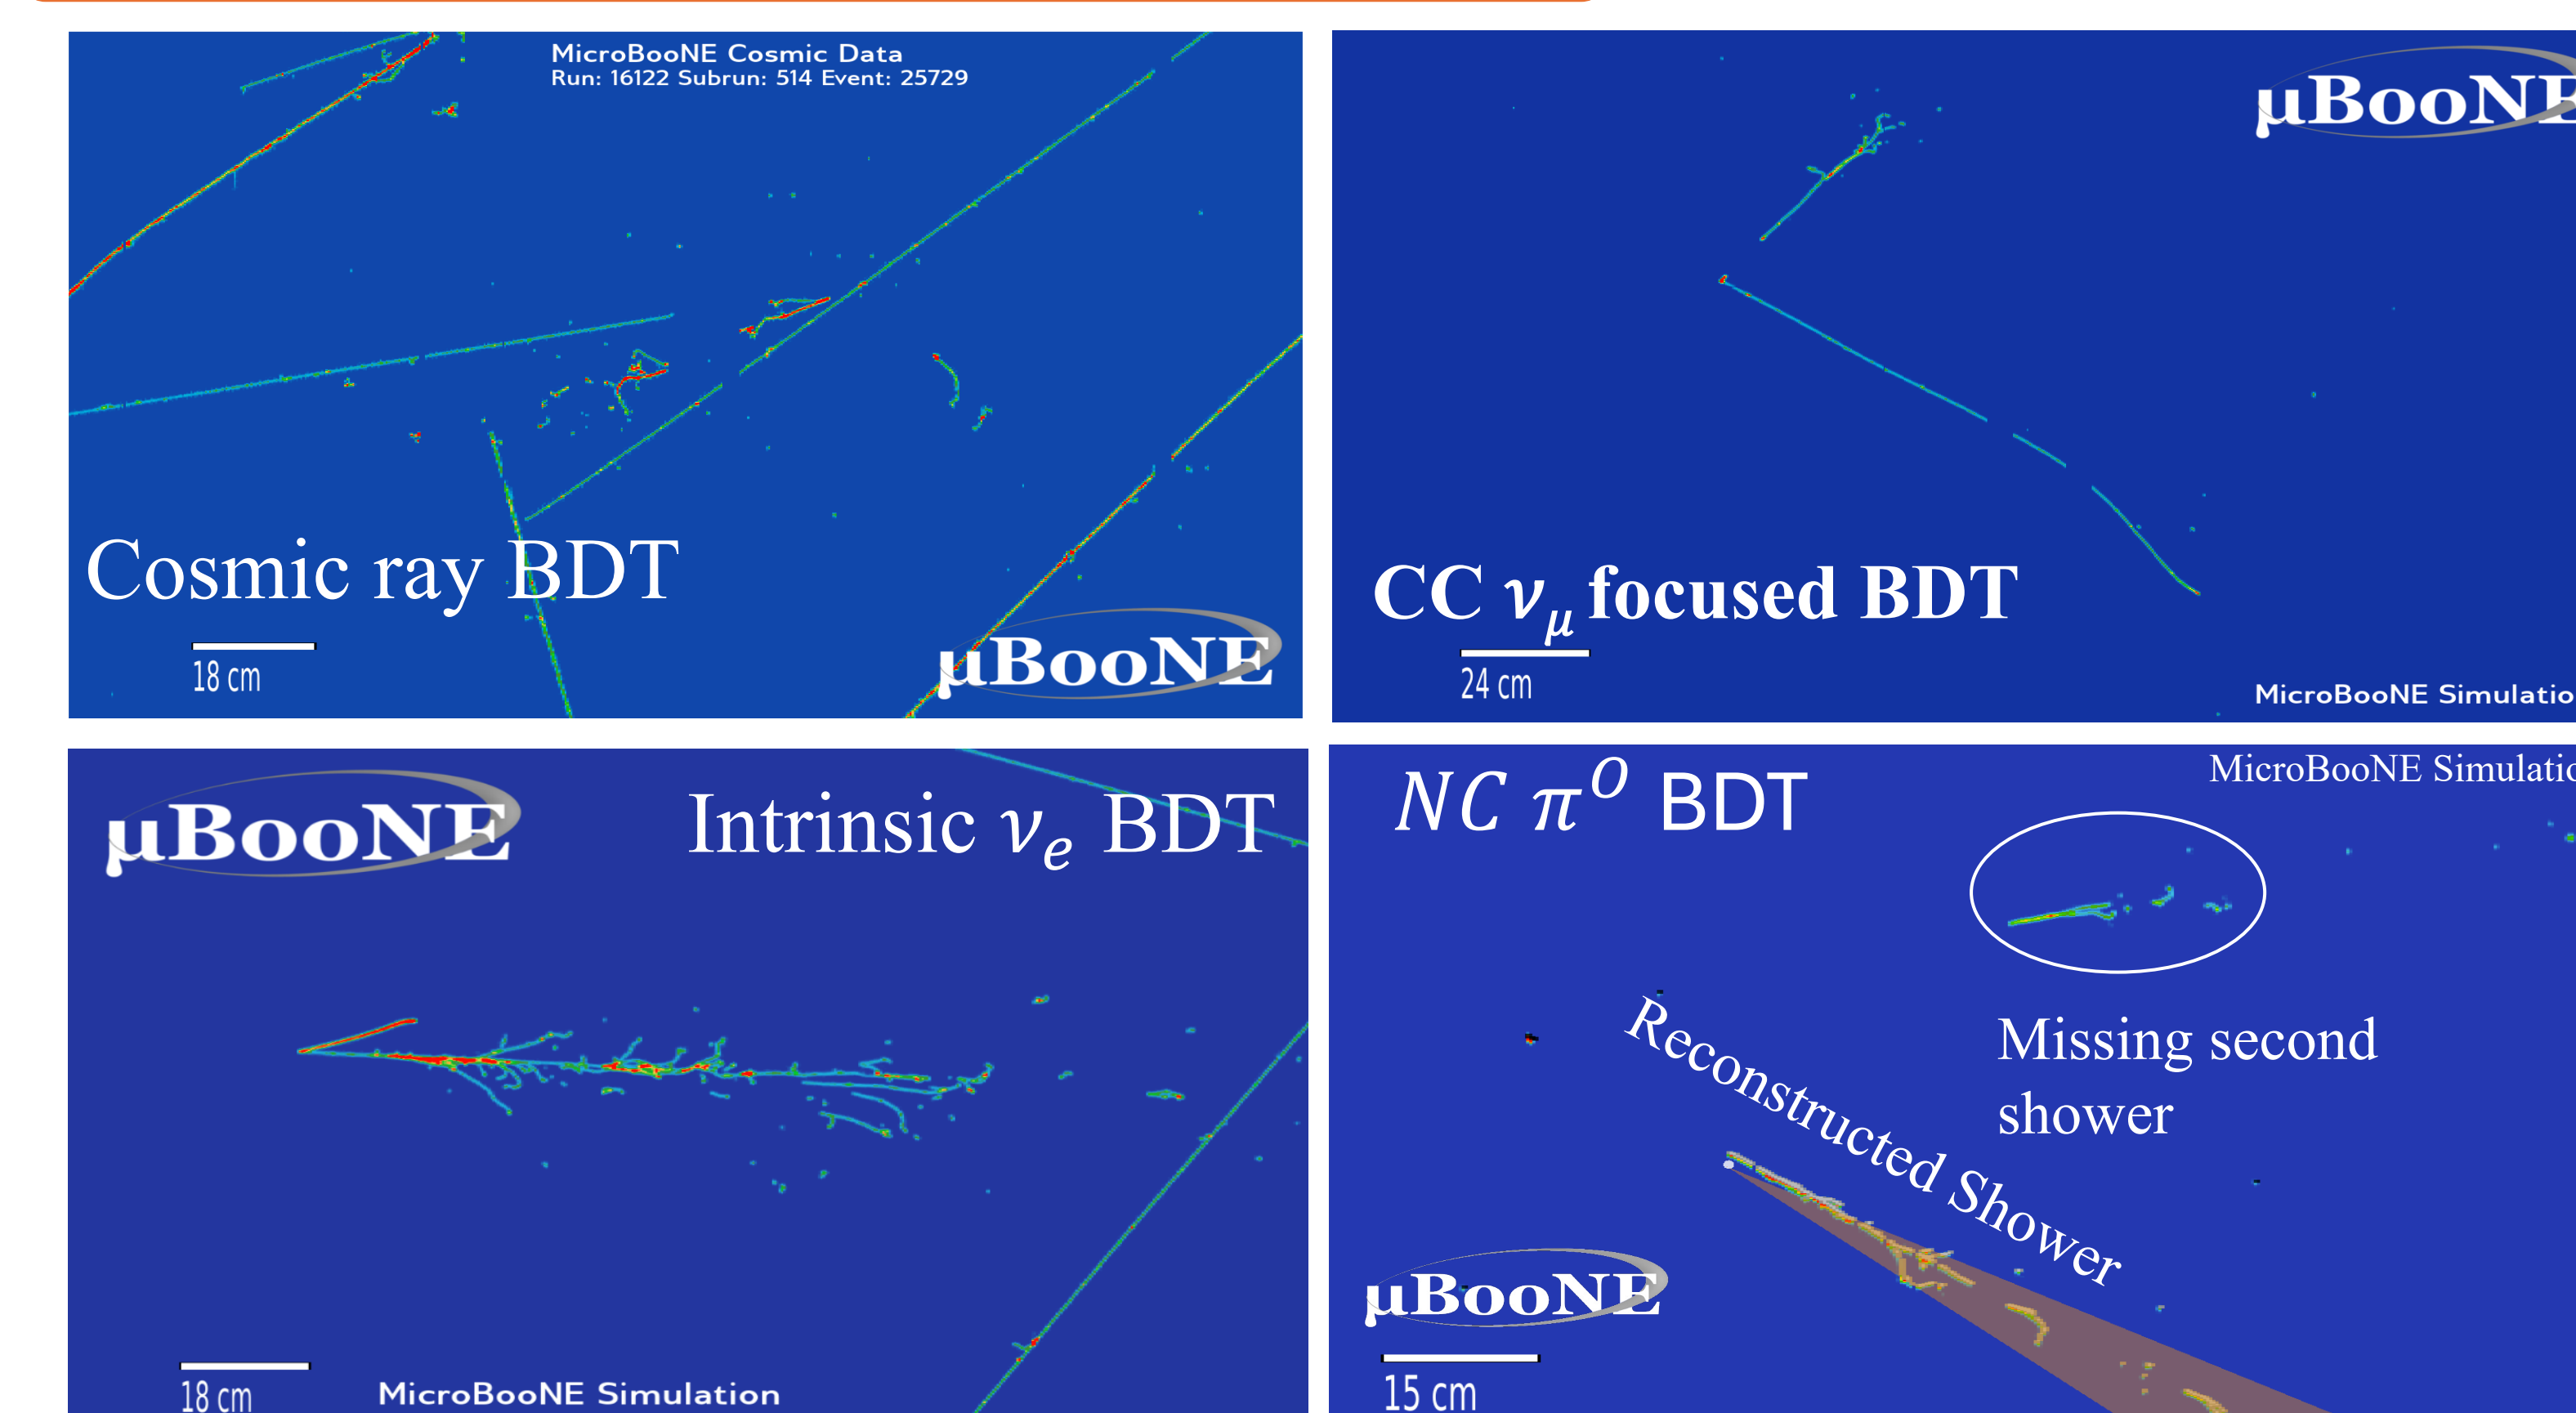 MicroBooNE Cosmic Data
Run: 16122 Subrun: 514 Event: 25729
Cosmic ray BDT
18 cm
µBooNE
µBooNE
CC νμ focused BDT
24 cm
MicroBooNE Simulatio
µBooNE
Intrinsic νe BDT
18 cm
MicroBooNE Simulation
NC π^O BDT
MicroBooNE Simulatio
Missing second
shower
Reconstructed Shower
µBooNE
15 cm